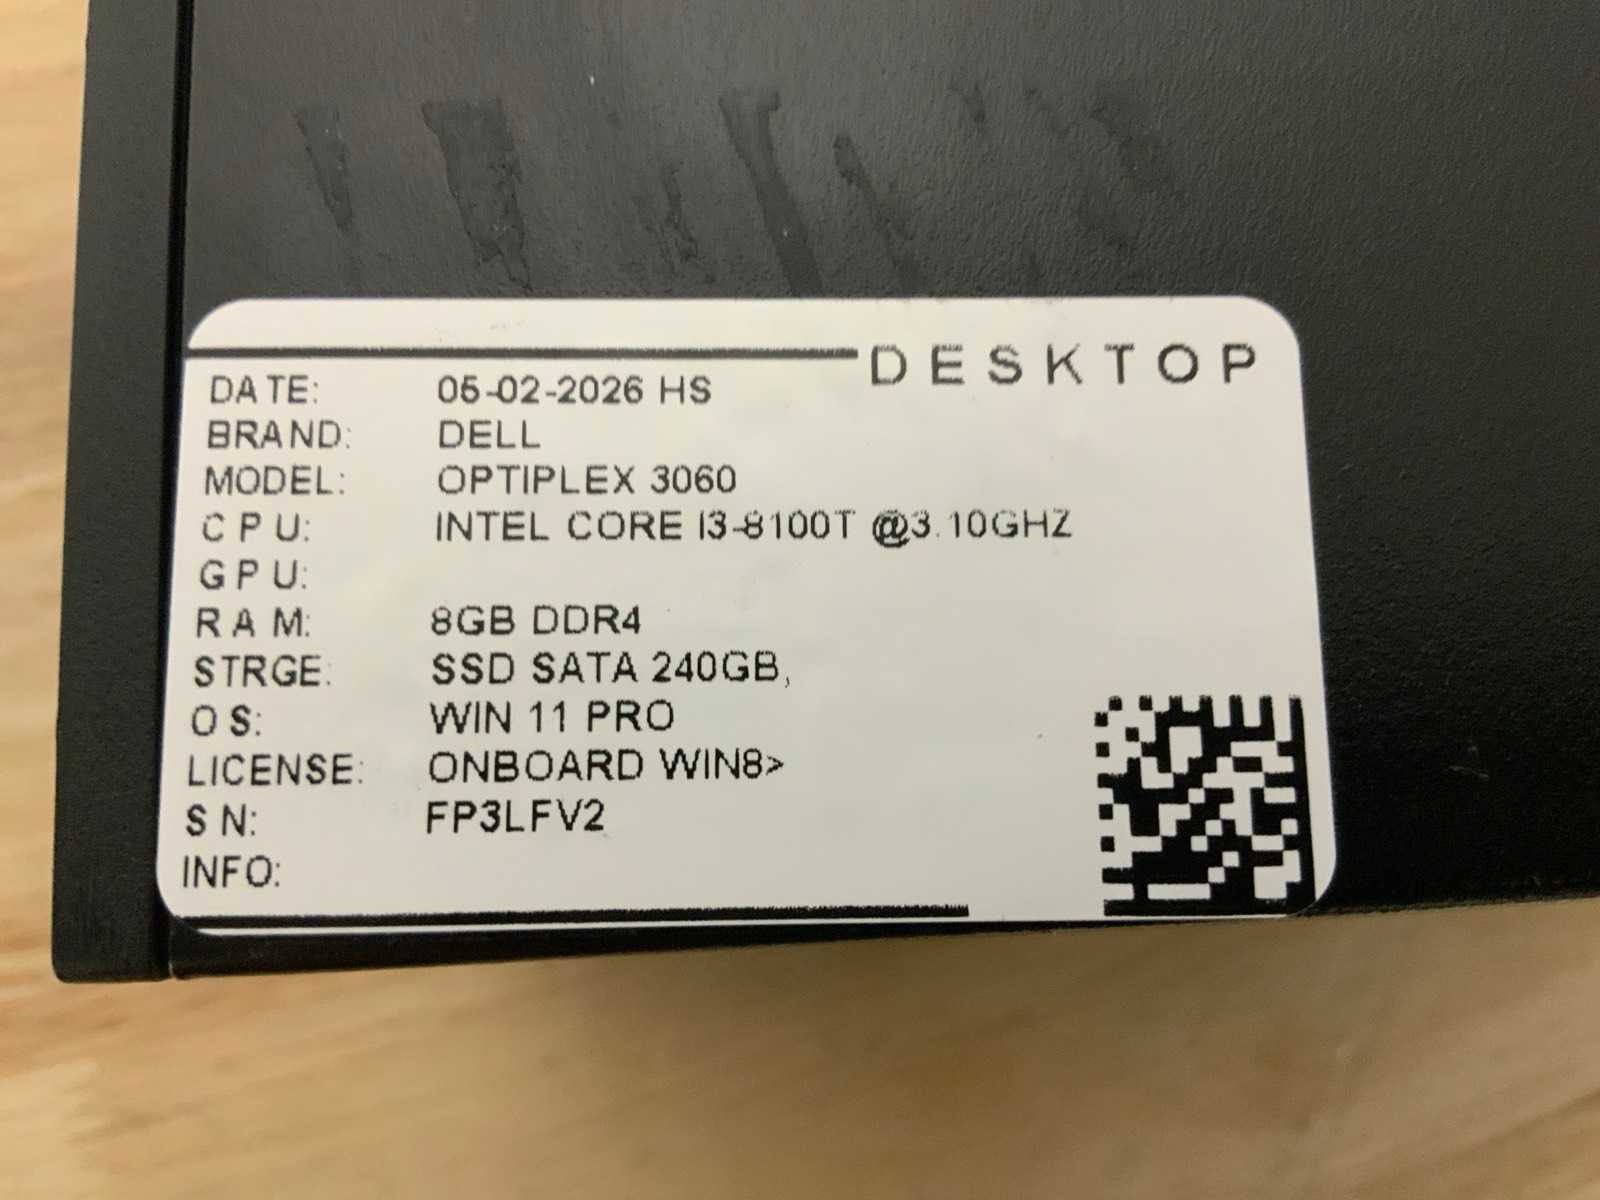 DESKTOP
DATE: 05-02-2026 HS
BRAND: DELL
MODEL: OPTIPLEX 3060
CPU: INTEL CORE I3-8100T @3.10GHZ
GPU:
RAM: 8GB DDR4
STRGE: SSD SATA 240GB,
OS: WIN 11 PRO
LICENSE: ONBOARD WIN8>
SN: FP3LFV2
INFO: